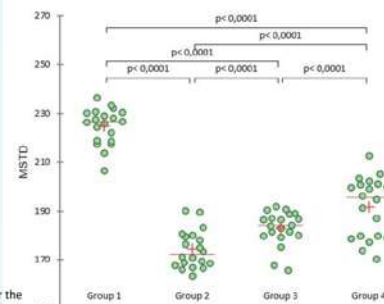 270
p< 0,0001
p< 0,0001
250
p< 0,0001
p< 0,0001 p< 0,0001 p< 0,0001
230
MSTD
210
190
170
r the
Group 1 Group 2 Group 3 Group 4